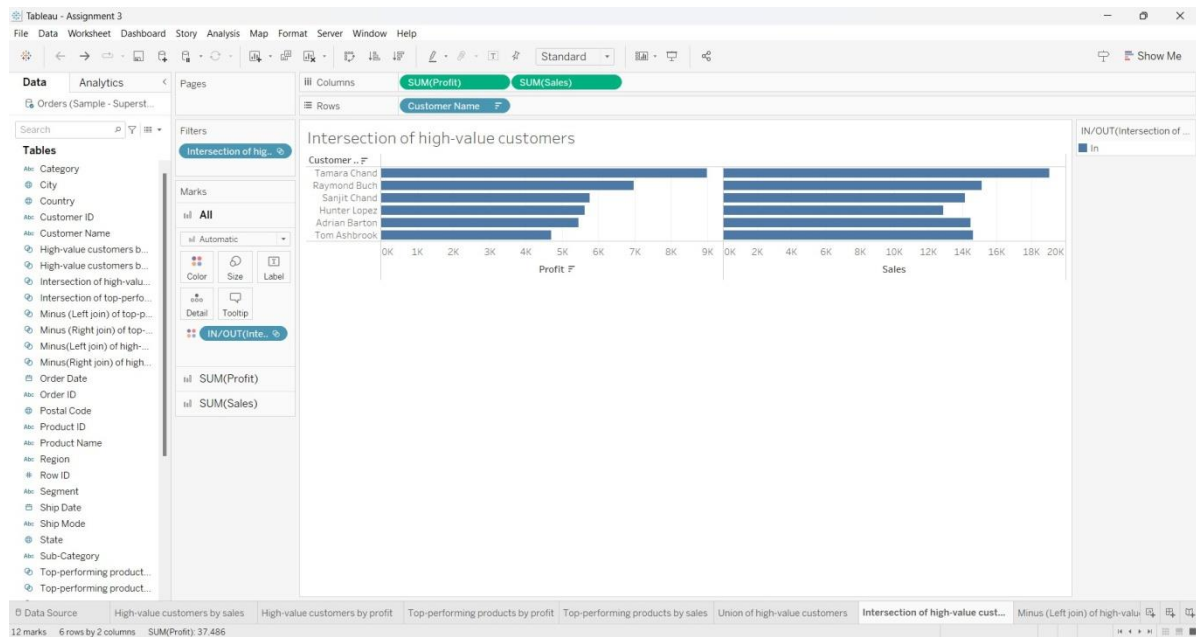 Tableau - Assignment 3
File Data Worksheet Dashboard Story Analysis Map Format Server Window Help
Standard
Show Me
Data
Analytics
Orders (Sample - Superst...
Search
Tables
Category
City
Country
Customer ID
Customer Name
High-value customers b...
High-value customers b...
Intersection of high-valu...
Intersection of top-perfo...
Minus (Left join) of top-p...
Minus (Right join) of top-...
Minus(Left join) of high-...
Minus(Right join) of high...
Order Date
Order ID
Postal Code
Product ID
Product Name
Region
Row ID
Segment
Ship Date
Ship Mode
State
Sub-Category
Top-performing product...
Top-performing product...
Pages
Filters
Intersection of hig..
Marks
All
Automatic
Color Size Label
Detail Tooltip
IN/OUT(Inte..
SUM(Profit)
SUM(Sales)
Columns SUM(Profit) SUM(Sales)
Rows Customer Name
Intersection of high-value customers
Customer ..
Tamara Chand
Raymond Buch
Sanjit Chand
Hunter Lopez
Adrian Barton
Tom Ashbrook
0K 1K 2K 3K 4K 5K 6K 7K 8K 9K 0K 2K 4K 6K 8K 10K 12K 14K 16K 18K 20K
Profit Sales
IN/OUT(Intersection of ...
In
Data Source High-value customers by sales High-value customers by profit Top-performing products by profit Top-performing products by sales Union of high-value customers Intersection of high-value cust... Minus (Left join) of high-valu
12 marks 6 rows by 2 columns SUM(Profit): 37.486